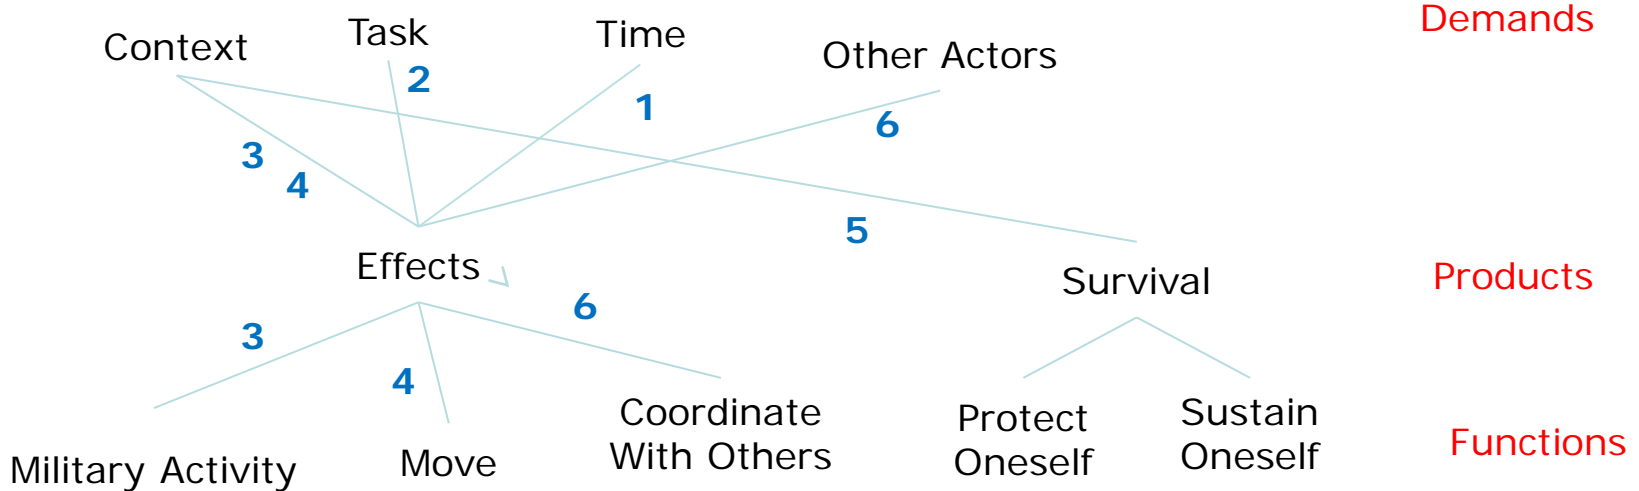 Demands
Context
Task
Time
Other Actors
2
1
6
3
4
5
Effects
Survival
Products
6
3
4
Coordinate
With Others
Protect
Oneself
Sustain
Oneself
Functions
Military Activity
Move